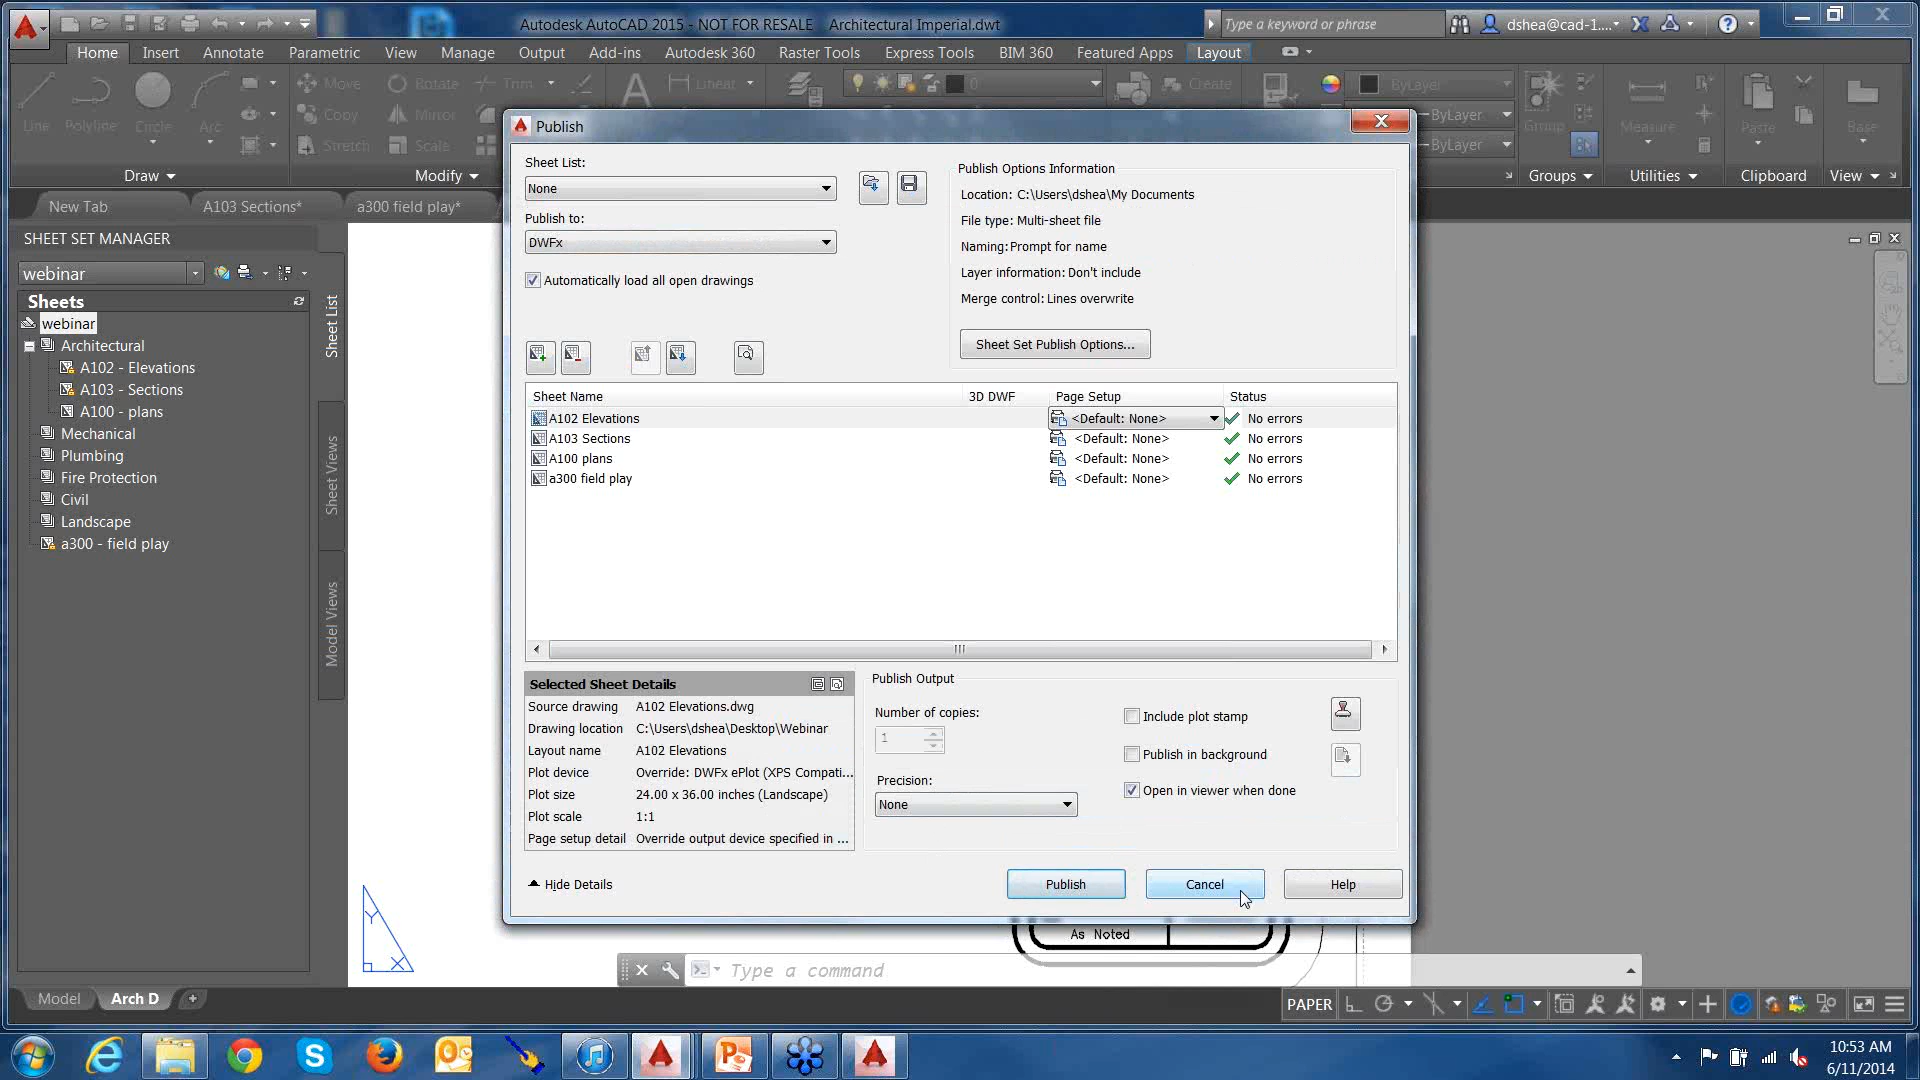 Autodesk AutoCAD 2015 - NOT FOR RESALE Architectural Imperial.dwt
Type a keyword or phrase
dshea@cad-1....
Home Insert Annotate Parametric View Manage Output Add-ins Autodesk 360 Raster Tools Express Tools BIM 360 Featured Apps Layout
Line Polyline Circle Arc
Move Rotate Trim
Copy Mirror
Stretch Scale
Linear
0
Create
ByLayer
ByLayer
ByLayer
Group Measure Paste Base
Draw Modify Groups Utilities Clipboard View
New Tab A103 Sections* a300 field play*
SHEET SET MANAGER
webinar
Sheets
webinar
Architectural
A102 - Elevations
A103 - Sections
A100 - plans
Mechanical
Plumbing
Fire Protection
Civil
Landscape
a300 - field play
Sheet List
Sheet Views
Model Views
Publish
Sheet List:
None
Publish to:
DWFx
Automatically load all open drawings
Publish Options Information
Location: C:\Users\dshea\My Documents
File type: Multi-sheet file
Naming: Prompt for name
Layer information: Don't include
Merge control: Lines overwrite
Sheet Set Publish Options...
Sheet Name 3D DWF Page Setup Status
A102 Elevations <Default: None> No errors
A103 Sections <Default: None> No errors
A100 plans <Default: None> No errors
a300 field play <Default: None> No errors
Selected Sheet Details
Source drawing A102 Elevations.dwg
Drawing location C:\Users\dshea\Desktop\Webinar
Layout name A102 Elevations
Plot device Override: DWFx ePlot (XPS Compati...
Plot size 24.00 x 36.00 inches (Landscape)
Plot scale 1:1
Page setup detail Override output device specified in ...
Publish Output
Number of copies:
1
Precision:
None
Include plot stamp
Publish in background
Open in viewer when done
Hide Details
Publish Cancel Help
As Noted
Y
X
Type a command
Model Arch D
PAPER
10:53 AM
6/11/2014